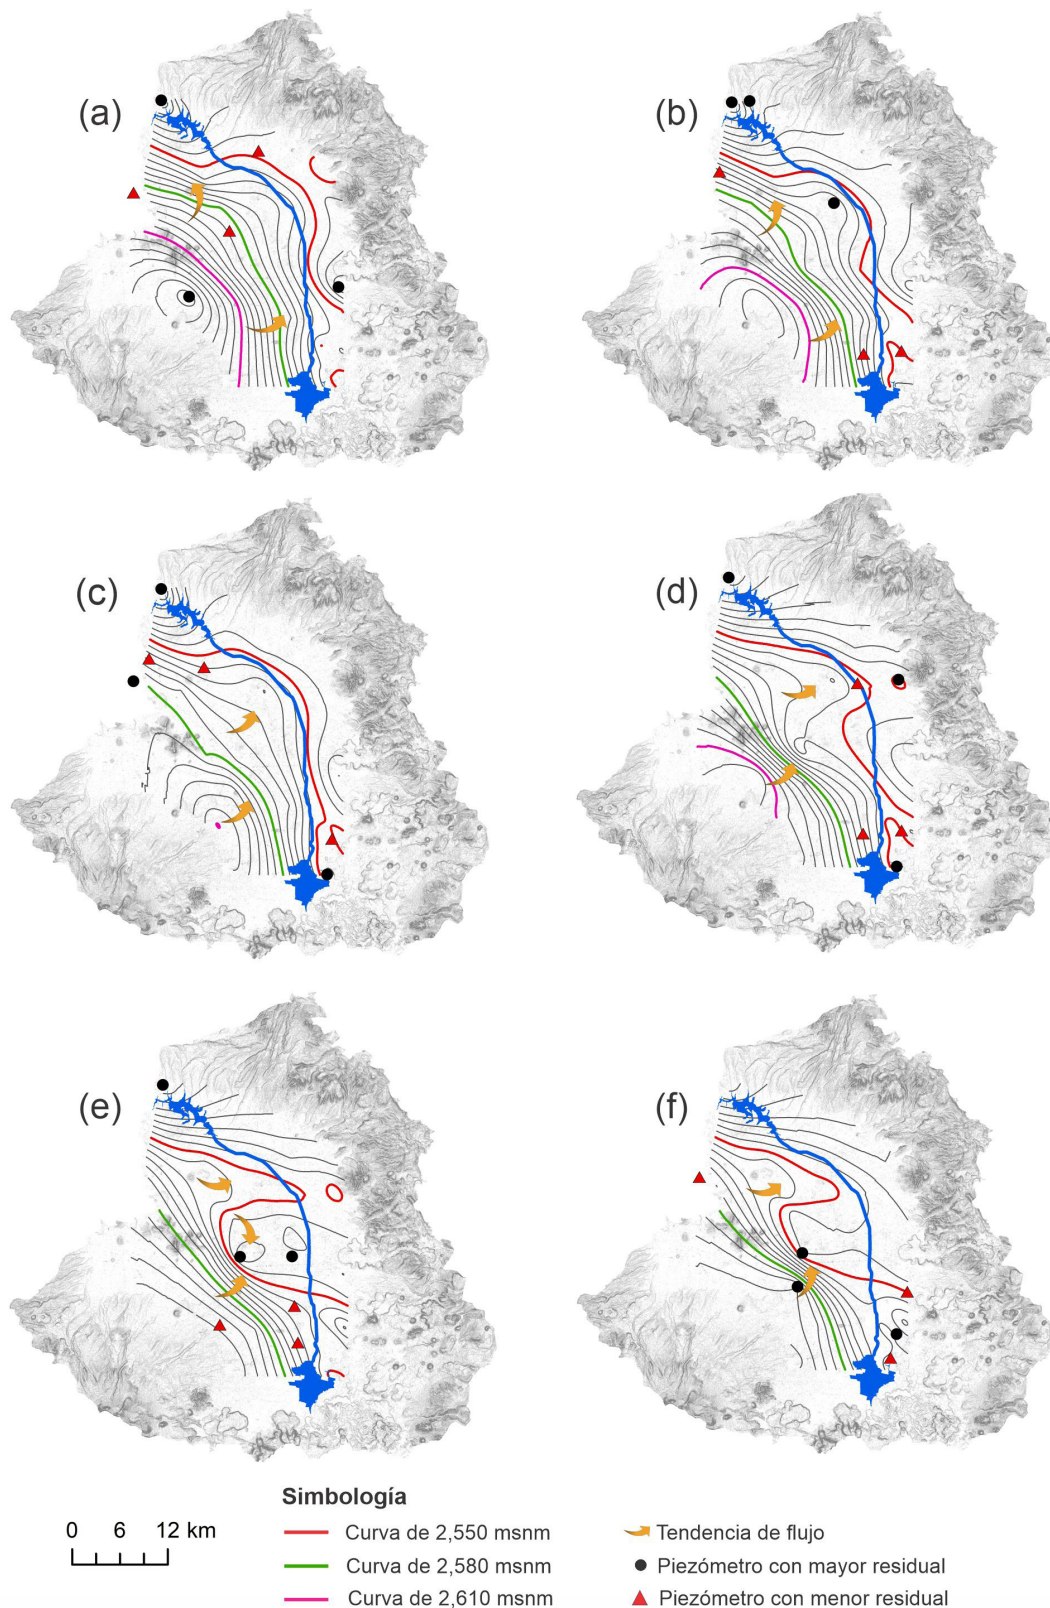 (a)
(b)
(c)
(d)
(e)
(f)
Simbología
0 6 12 km
Curva de 2,550 msnm
Curva de 2,580 msnm
Curva de 2,610 msnm
Tendencia de flujo
Piezómetro con mayor residual
Piezómetro con menor residual